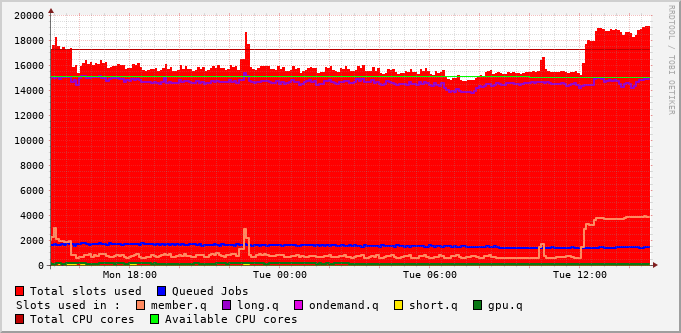 RRDTOOL / TOBI OETIKER
20000
18000
16000
14000
12000
10000
8000
6000
4000
2000
0
Mon 18:00 Tue 00:00 Tue 06:00 Tue 12:00
Total slots used Queued Jobs
Slots used in : member.q long.q ondemand.q short.q gpu.q
Total CPU cores Available CPU cores